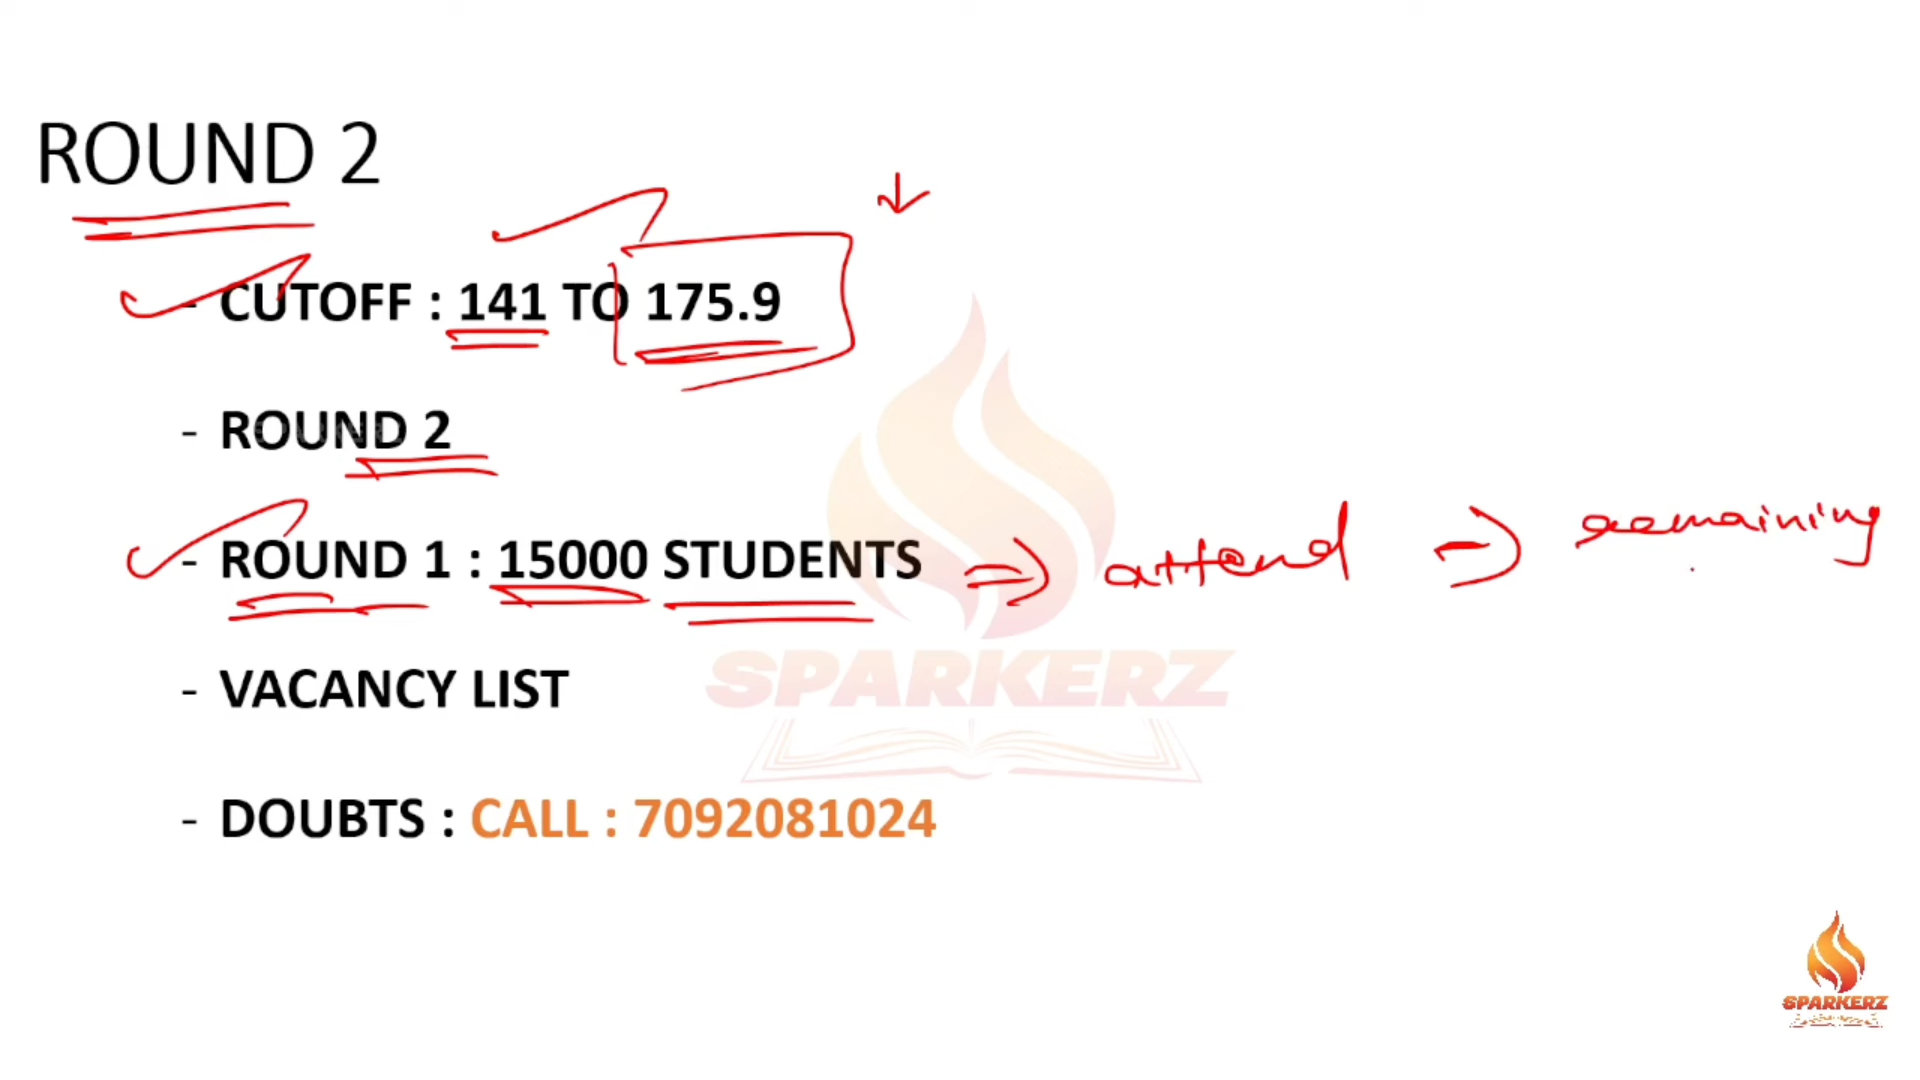 ROUND 2
- CUTOFF : 141 TO 175.9
- ROUND 2
- ROUND 1 : 15000 STUDENTS => attend => remaining
SPARKERZ
- VACANCY LIST
- DOUBTS : CALL : 7092081024
SPARKERZ